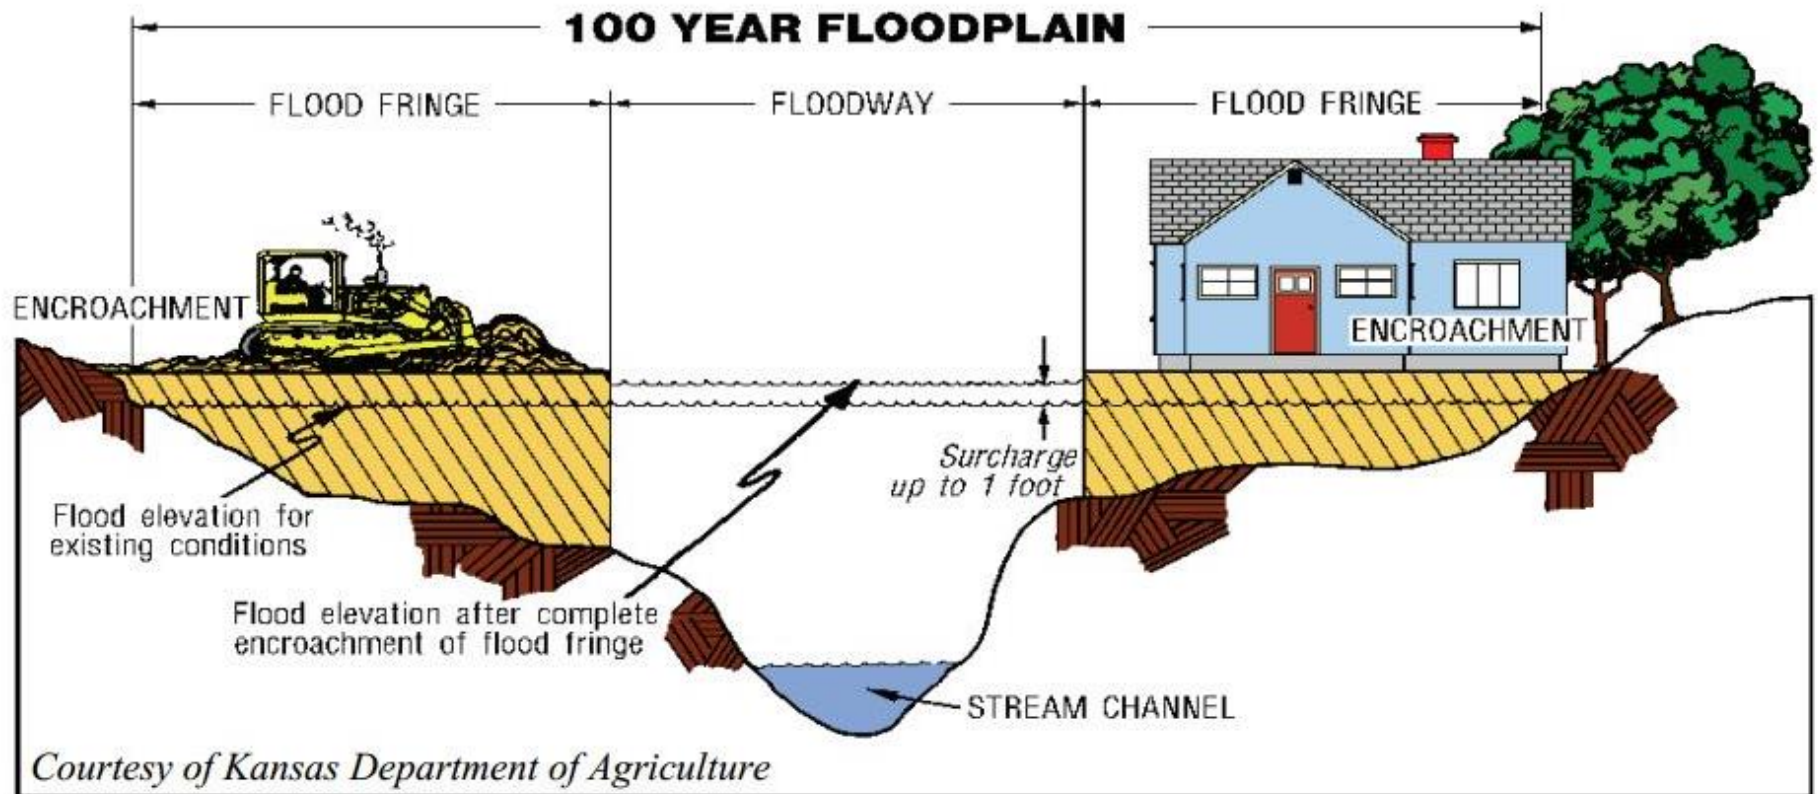 100 YEAR FLOODPLAIN
FLOOD FRINGE
FLOODWAY
FLOOD FRINGE
ENCROACHMENT
ENCROACHMENT
Surcharge
up to 1 foot
Flood elevation for
existing conditions
Flood elevation after complete
encroachment of flood fringe
STREAM CHANNEL
Courtesy of Kansas Department of Agriculture